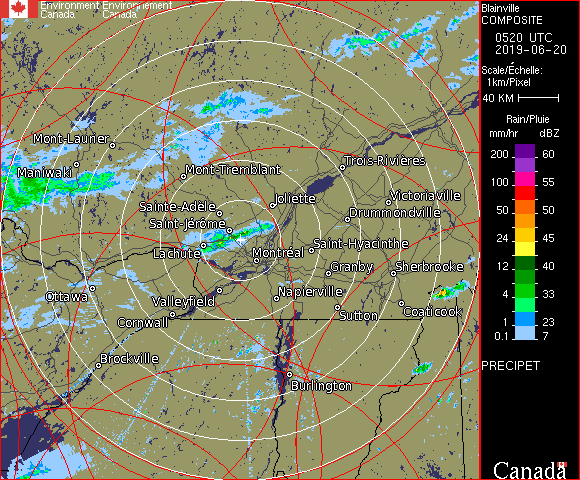 Environment Environnement
Canada Canada
Blainville
COMPOSITE
0520 UTC
2019-06-20
Scale/Échelle:
1km/Pixel
40 KM
Rain/Pluie
mm/hr dBZ
200 60
100 55
50 50
24 45
12 40
4 33
1 23
0.1 7
PRECIPET
Canada
Mont-Laurier
Maniwaki
Mont-Tremblant
Trois-Rivières
Joliette
Victoriaville
Sainte-Adèle
Drummondville
Saint-Jérôme
Saint-Hyacinthe
Lachute
Montréal
Granby
Sherbrooke
Ottawa
Valleyfield
Napierville
Cornwall
Sutton
Coaticook
Brockville
Burlington